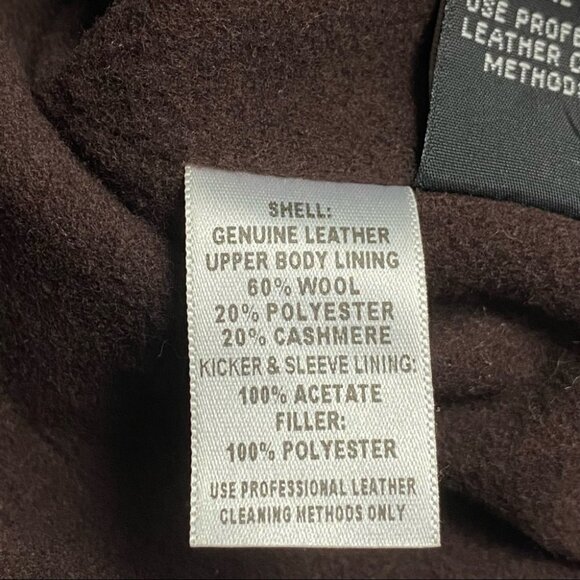 USE
LEATHER
METHODS
SHELL:
GENUINE LEATHER
UPPER BODY LINING
60% WOOL
20% POLYESTER
20% CASHMERE
KICKER & SLEEVE LINING:
100% ACETATE
FILLER:
100% POLYESTER
USE PROFESSIONAL LEATHER
CLEANING METHODS ONLY